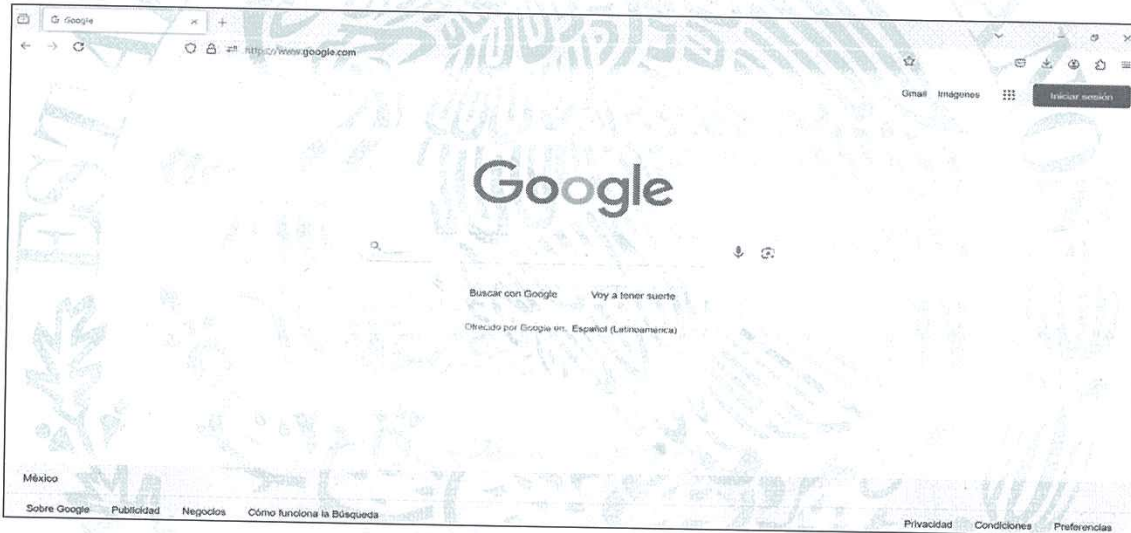 G Google
https://www.google.com
Gmail Imágenes Iniciar sesión
Google
Buscar con Google Voy a tener suerte
Ofrecido por Google en: Español (Latinoamérica)
México
Sobre Google Publicidad Negocios Cómo funciona la Búsqueda
Privacidad Condiciones Preferencias